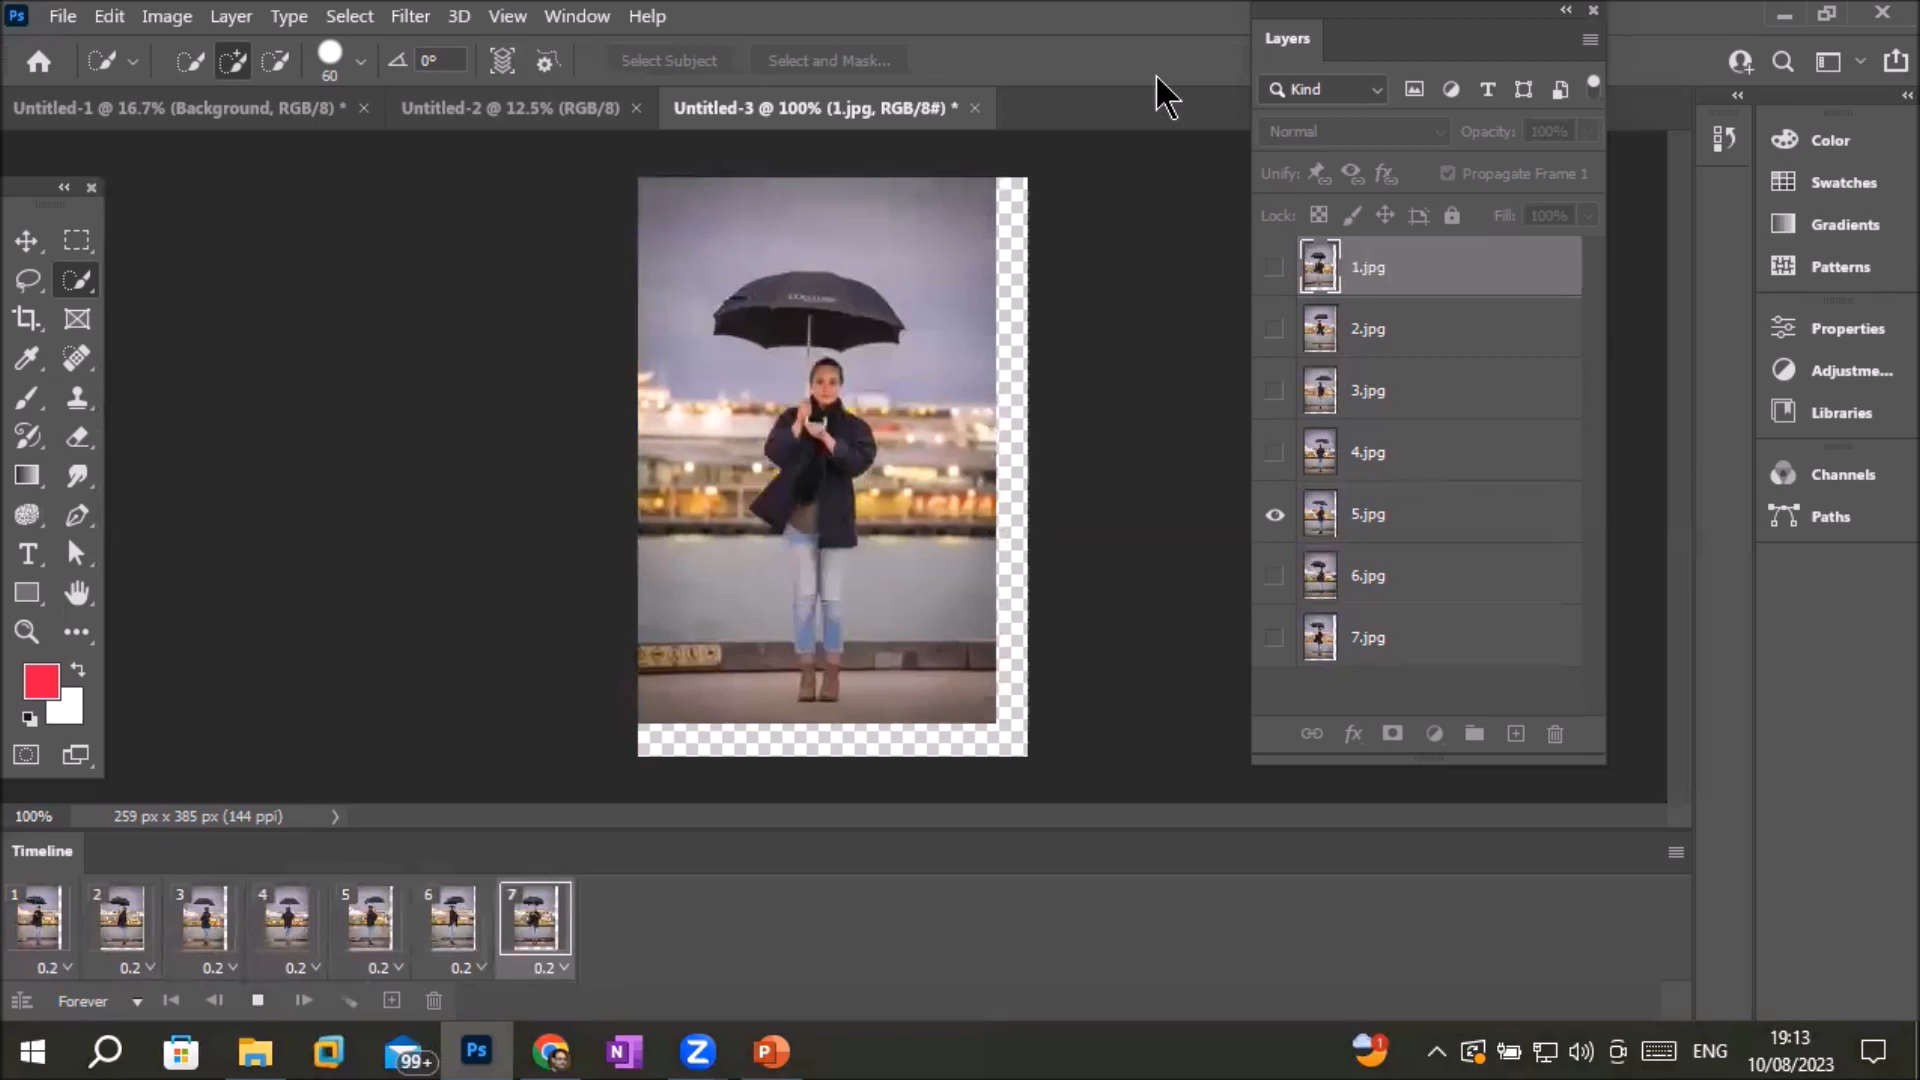 Ps File Edit Image Layer Type Select Filter 3D View Window Help
Layers
60 0° Select Subject Select and Mask...
Kind
Untitled-1 @ 16.7% (Background, RGB/8) * Untitled-2 @ 12.5% (RGB/8) Untitled-3 @ 100% (1.jpg, RGB/8#) *
Normal Opacity: 100%
Unify: Propagate Frame 1
Lock: Fill: 100%
1.jpg
2.jpg
3.jpg
4.jpg
5.jpg
6.jpg
7.jpg
Color
Swatches
Gradients
Patterns
Properties
Adjustme...
Libraries
Channels
Paths
100% 259 px x 385 px (144 ppi)
Timeline
1 2 3 4 5 6 7
0.2 0.2 0.2 0.2 0.2 0.2 0.2
Forever
99+ Ps N Z P 1 ENG 19:13
10/08/2023